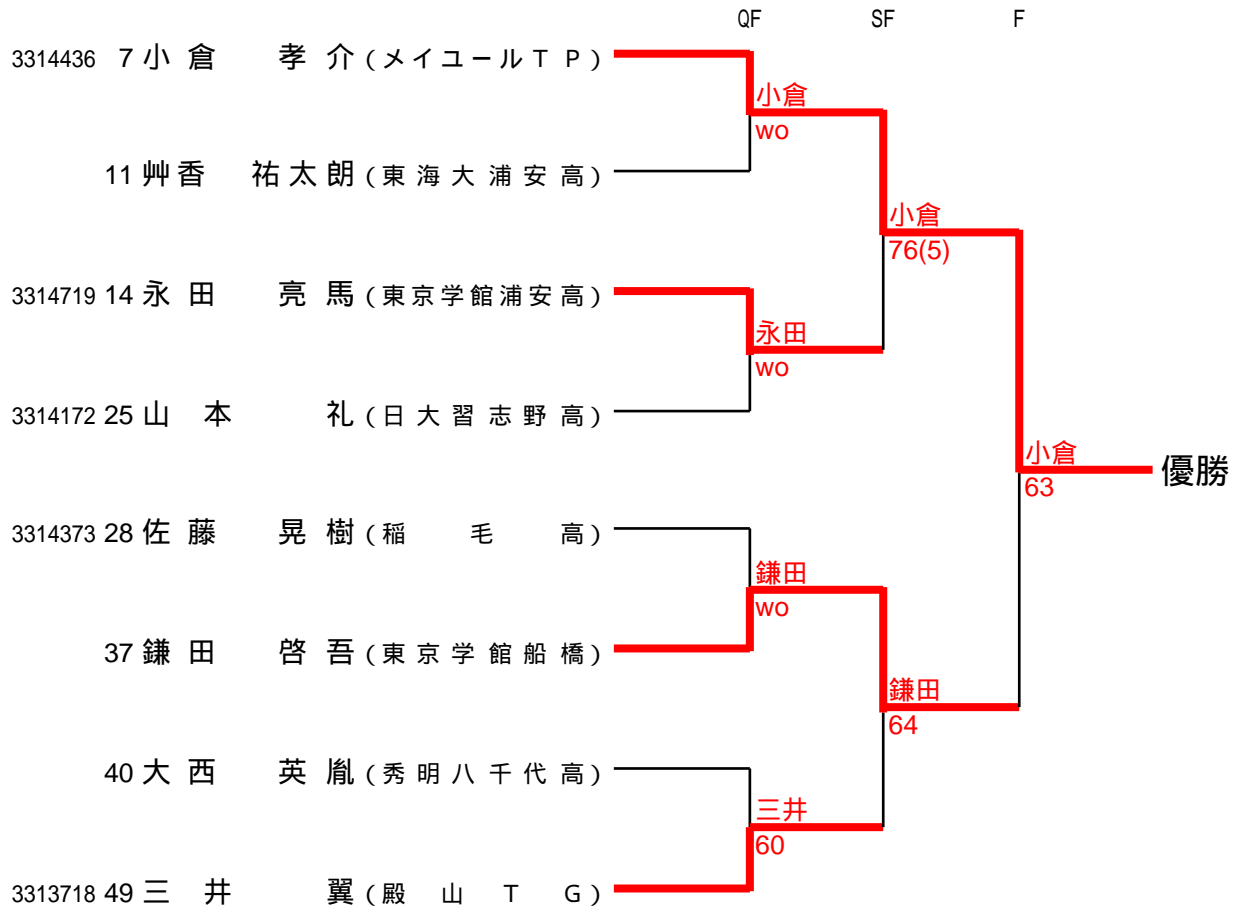 QF SF F
3314436 7 小倉 孝介 (メイユールTP)
小倉
wo
11 艸香 祐太朗 (東海大浦安高)
小倉
76(5)
3314719 14 永田 亮馬 (東京学館浦安高)
永田
wo
3314172 25 山本 礼 (日大習志野高)
小倉
63
優勝
3314373 28 佐藤 晃樹 (稲毛高)
鎌田
wo
37 鎌田 啓吾 (東京学館船橋)
鎌田
64
40 大西 英胤 (秀明八千代高)
三井
60
3313718 49 三井 翼 (殿山TG)